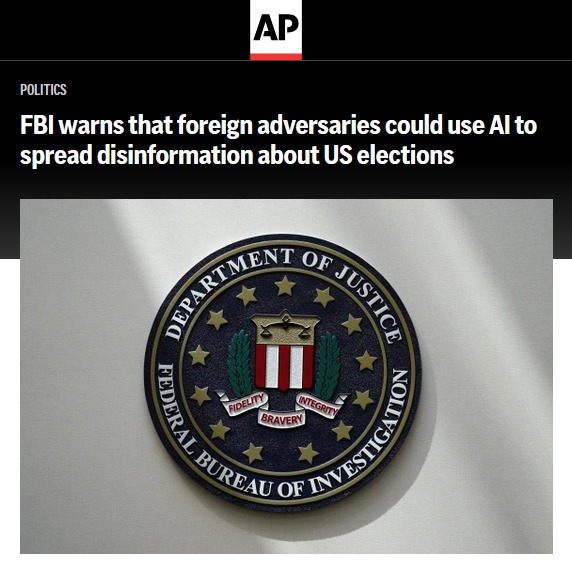 AP
POLITICS
FBI warns that foreign adversaries could use AI to
spread disinformation about US elections
DEPARTMENT OF JUSTICE
FIDELITY
BRAVERY
INTEGRITY
FEDERAL BUREAU OF INVESTIGATION